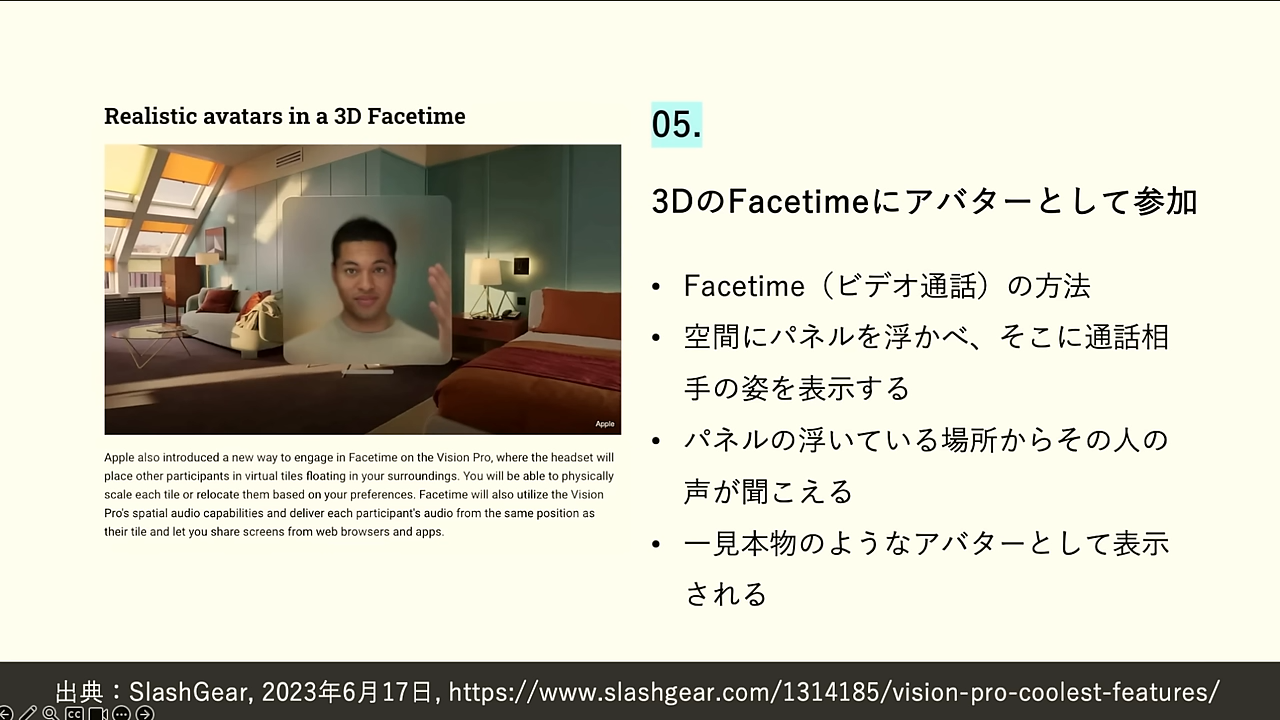 Realistic avatars in a 3D Facetime
Apple
Apple also introduced a new way to engage in Facetime on the Vision Pro, where the headset will
place other participants in virtual tiles floating in your surroundings. You will be able to physically
scale each tile or relocate them based on your preferences. Facetime will also utilize the Vision
Pro's spatial audio capabilities and deliver each participant's audio from the same position as
their tile and let you share screens from web browsers and apps.
05.
3DのFacetimeにアバターとして参加
• Facetime（ビデオ通話）の方法
• 空間にパネルを浮かべ、そこに通話相
手の姿を表示する
• パネルの浮いている場所からその人の
声が聞こえる
• 一見本物のようなアバターとして表示
される
出典：SlashGear, 2023年6月17日, https://www.slashgear.com/1314185/vision-pro-coolest-features/
CC